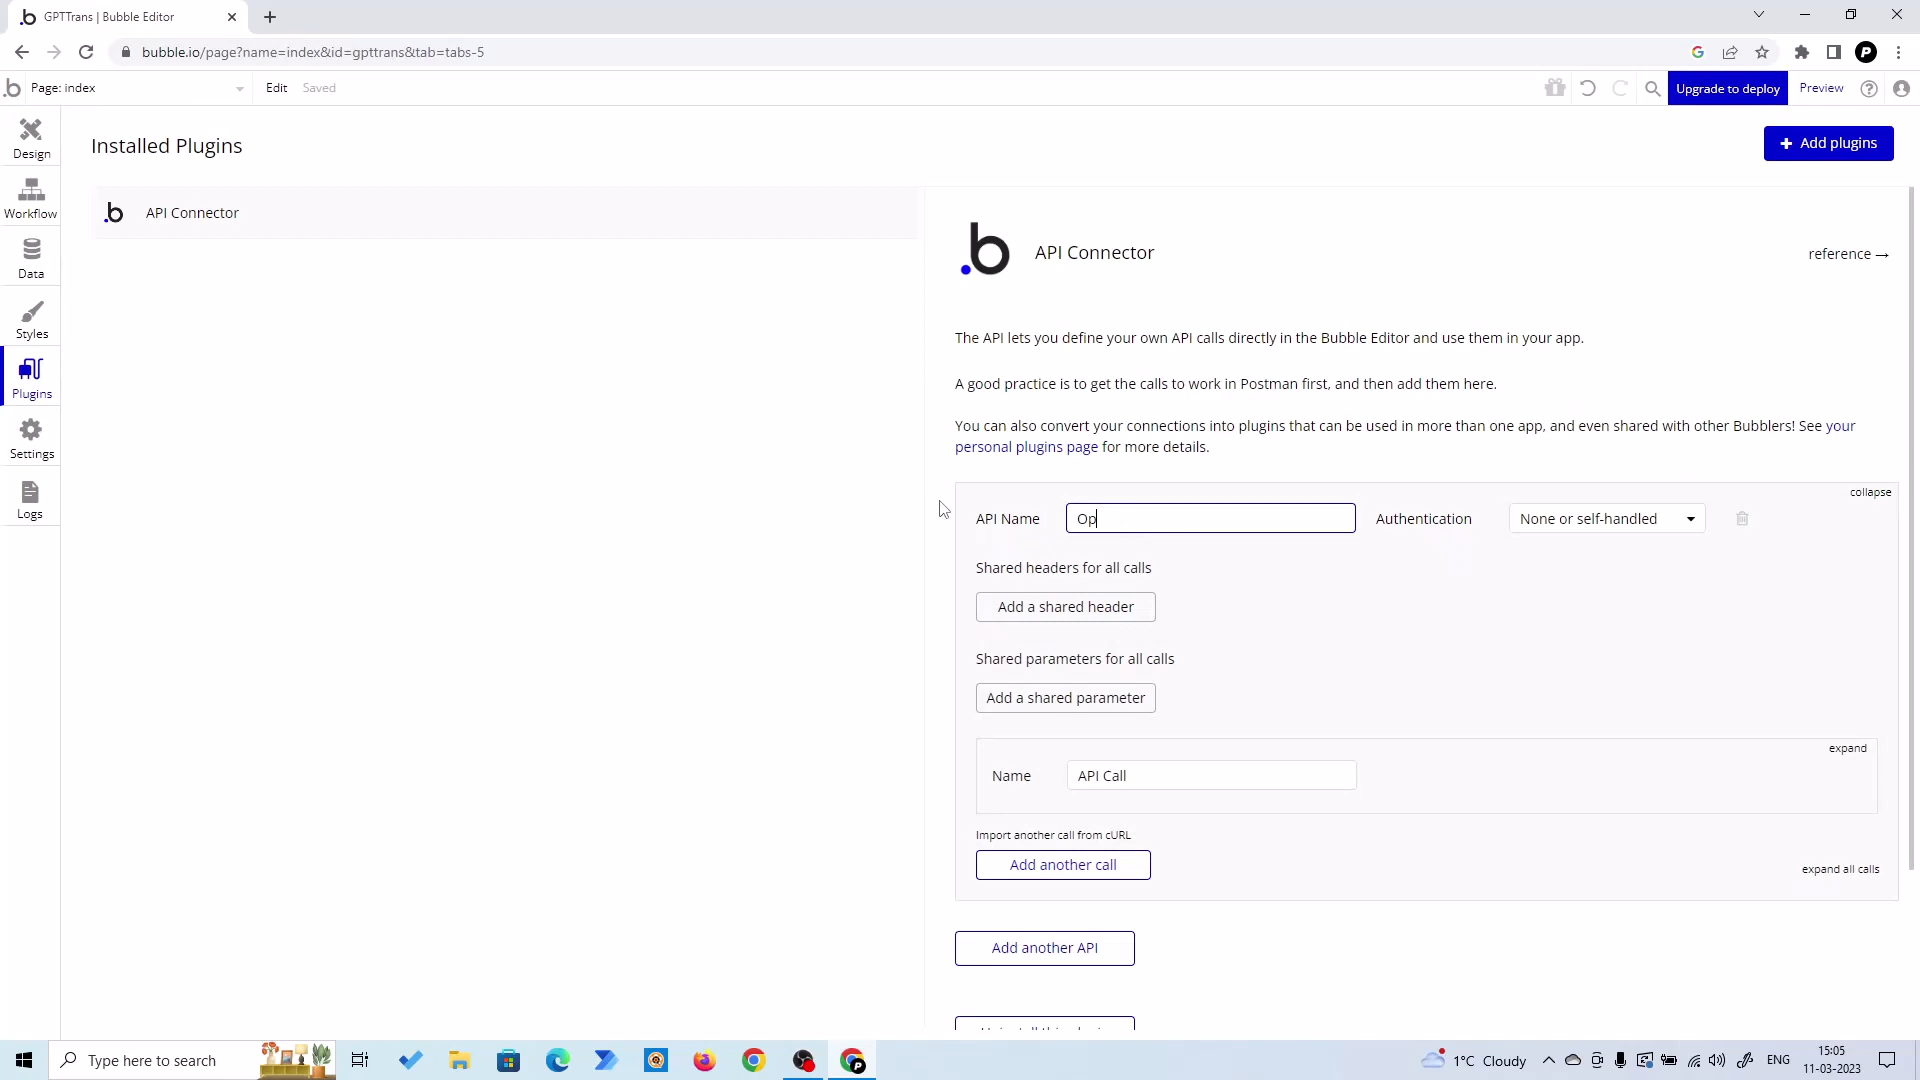 GPTTrans | Bubble Editor
bubble.io/page?name=index&id=gpttrans&tab=tabs-5
Page: index
Edit
Saved
Upgrade to deploy
Preview
Design
Workflow
Data
Styles
Plugins
Settings
Logs
Installed Plugins
Add plugins
API Connector
API Connector
reference →
The API lets you define your own API calls directly in the Bubble Editor and use them in your app.
A good practice is to get the calls to work in Postman first, and then add them here.
You can also convert your connections into plugins that can be used in more than one app, and even shared with other Bubblers! See your
personal plugins page for more details.
collapse
API Name
Op
Authentication
None or self-handled
Shared headers for all calls
Add a shared header
Shared parameters for all calls
Add a shared parameter
expand
Name
API Call
Import another call from cURL
Add another call
expand all calls
Add another API
Type here to search
1°C Cloudy
ENG
15:05
11-03-2023